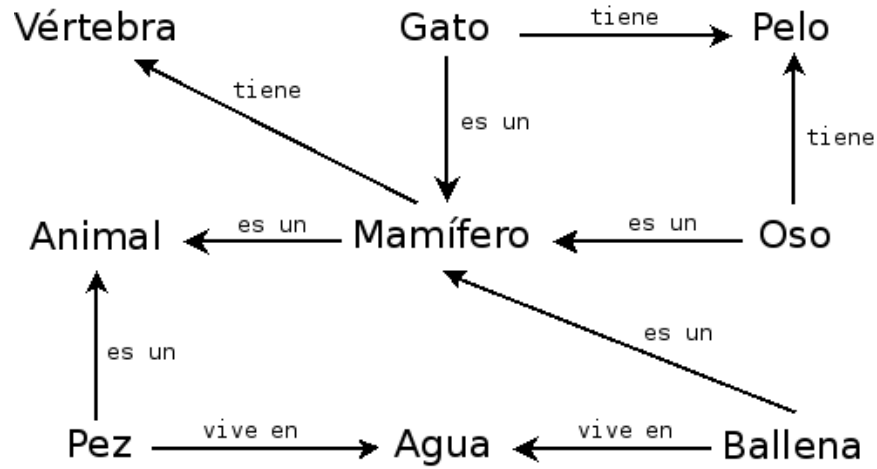 Vértebra
Gato
tiene
Pelo
tiene
es un
tiene
Animal
es un
Mamífero
es un
Oso
es un
es un
Pez
vive en
Agua
vive en
Ballena